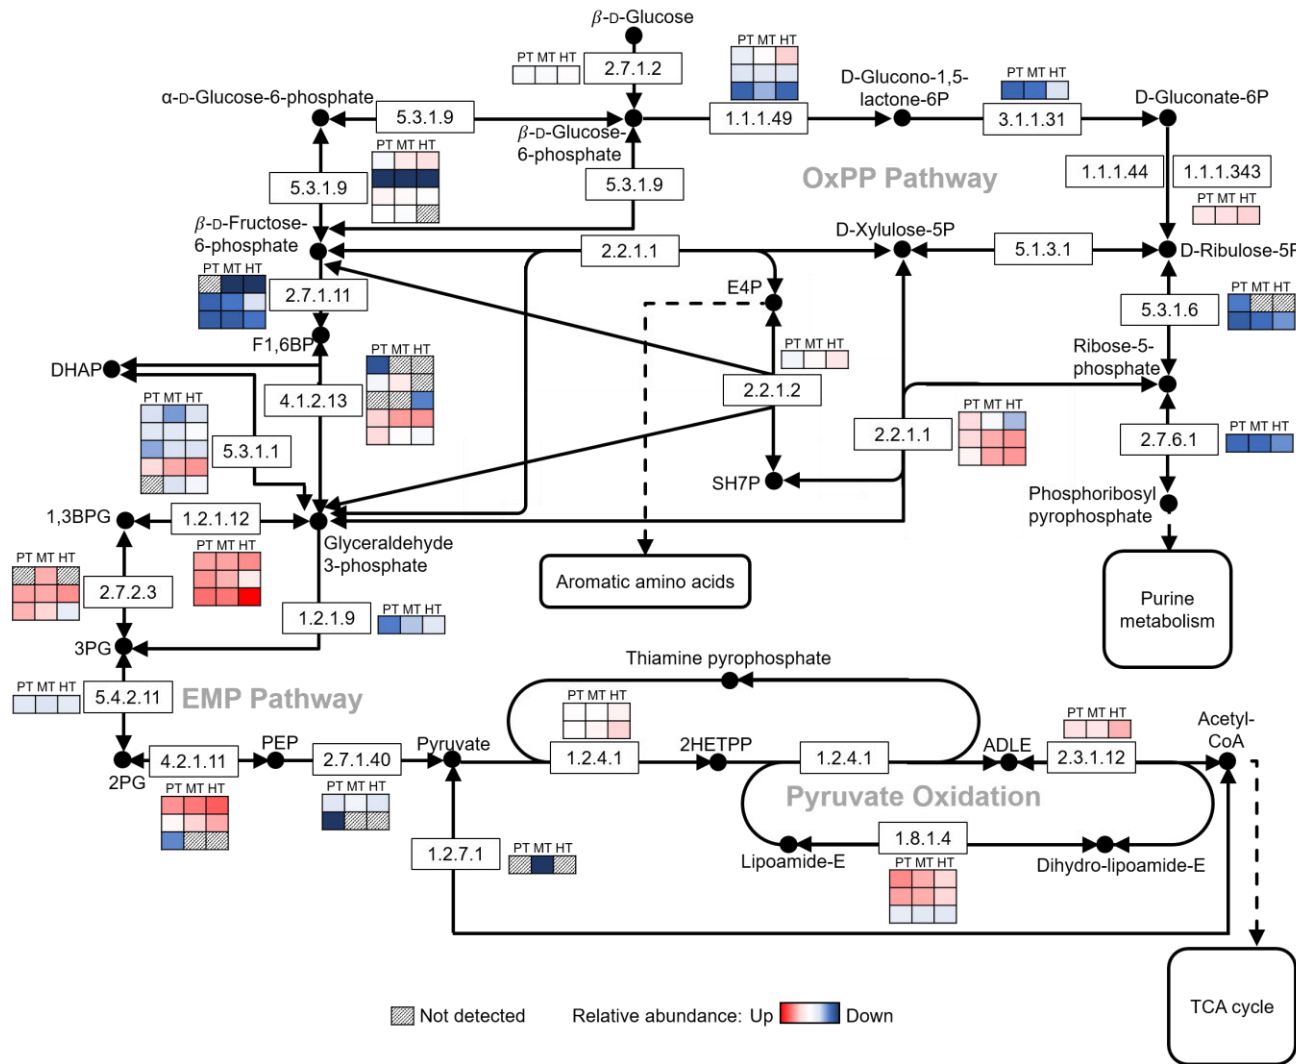 β-D-Glucose
PT MT HT
2.7.1.2
PT MT HT
D-Glucono-1,5-
lactone-6P
PT MT HT
D-Gluconate-6P
α-D-Glucose-6-phosphate
5.3.1.9
β-D-Glucose-
6-phosphate
1.1.1.49
3.1.1.31
PT MT HT
5.3.1.9
5.3.1.9
OxPP Pathway
1.1.1.44
1.1.1.343
PT MT HT
β-D-Fructose-
6-phosphate
2.2.1.1
D-Xylulose-5P
5.1.3.1
D-Ribulose-5P
PT MT HT
2.7.1.11
E4P
PT MT HT
5.3.1.6
F1,6BP
PT MT HT
PT MT HT
Ribose-5-
phosphate
DHAP
4.1.2.13
2.2.1.2
PT MT HT
5.3.1.1
PT MT HT
2.2.1.1
2.7.6.1
PT MT HT
SH7P
Phosphoribosyl
pyrophosphate
1,3BPG
1.2.1.12
Glyceraldehyde
3-phosphate
PT MT HT
PT MT HT
2.7.2.3
Aromatic amino acids
Purine
metabolism
1.2.1.9
PT MT HT
3PG
Thiamine pyrophosphate
PT MT HT
5.4.2.11
EMP Pathway
PT MT HT
PT MT HT
Acetyl-
CoA
2PG
4.2.1.11
PEP
2.7.1.40
Pyruvate
1.2.4.1
2HETPP
1.2.4.1
ADLE
2.3.1.12
PT MT HT
PT MT HT
Pyruvate Oxidation
1.2.7.1
PT MT HT
Lipoamide-E
1.8.1.4
Dihydro-lipoamide-E
PT MT HT
TCA cycle
Not detected
Relative abundance: Up
Down